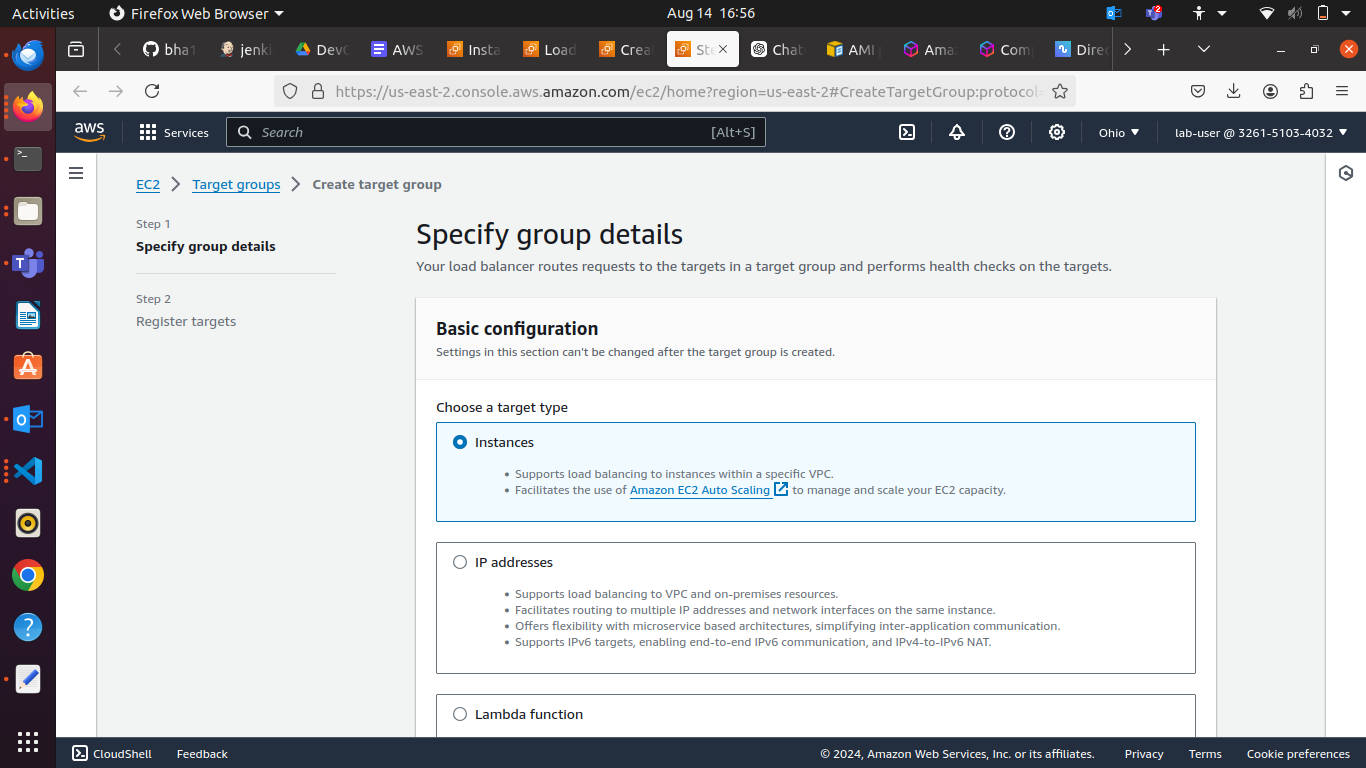 Activities
Firefox Web Browser
Aug 14 16:56
2
bha1
jenki
Dev
AWS
Insta
Load
Crea
Ste
Chat
AMI
Amaz
Com
Direc
https://us-east-2.console.aws.amazon.com/ec2/home?region=us-east-2#CreateTargetGroup:protocol=
aws
Services
Search
[Alt+S]
Ohio
lab-user @ 3261-5103-4032
EC2
Target groups
Create target group
Step 1
Specify group details
Step 2
Register targets
Specify group details
Your load balancer routes requests to the targets in a target group and performs health checks on the targets.
Basic configuration
Settings in this section can't be changed after the target group is created.
Choose a target type
Instances
• Supports load balancing to instances within a specific VPC.
• Facilitates the use of Amazon EC2 Auto Scaling to manage and scale your EC2 capacity.
IP addresses
• Supports load balancing to VPC and on-premises resources.
• Facilitates routing to multiple IP addresses and network interfaces on the same instance.
• Offers flexibility with microservice based architectures, simplifying inter-application communication.
• Supports IPv6 targets, enabling end-to-end IPv6 communication, and IPv4-to-IPv6 NAT.
Lambda function
CloudShell
Feedback
© 2024, Amazon Web Services, Inc. or its affiliates.
Privacy
Terms
Cookie preferences